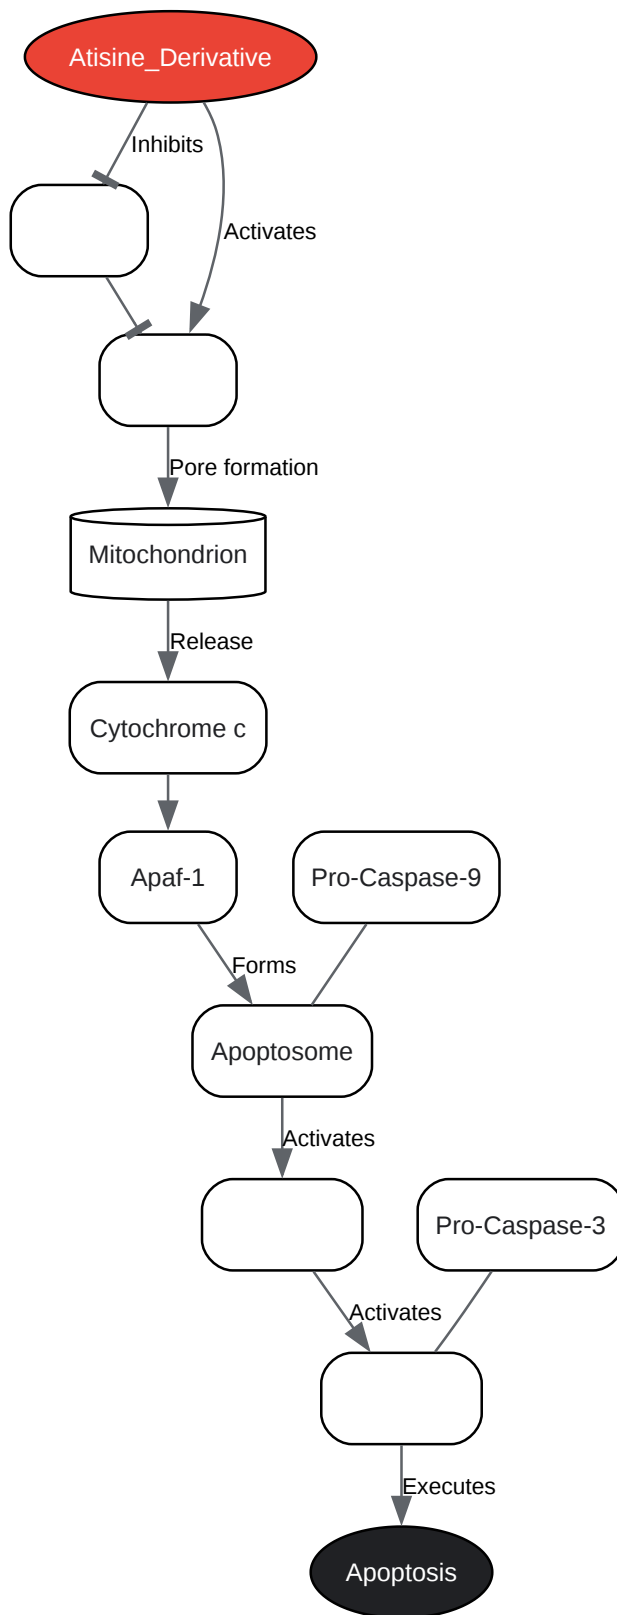 Atisine_Derivative
Inhibits
Activates
Pore formation
Mitochondrion
Release
Cytochrome c
Apaf-1
Pro-Caspase-9
Forms
Apoptosome
Activates
Pro-Caspase-3
Activates
Executes
Apoptosis